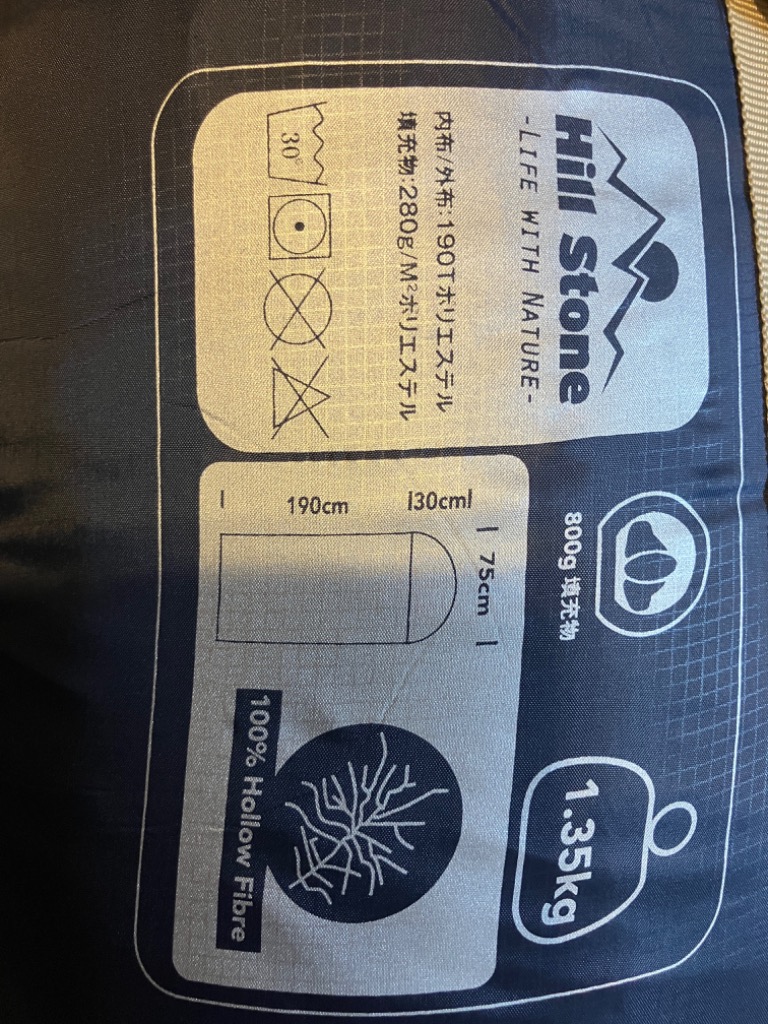 Hill Stone
-LIFE WITH NATURE-
内布/外布:190Tポリエステル
填充物:280g/M²ポリエステル
30°
800g 填充物
1.35kg
190cm
30cm
75cm
100% Hollow Fibre